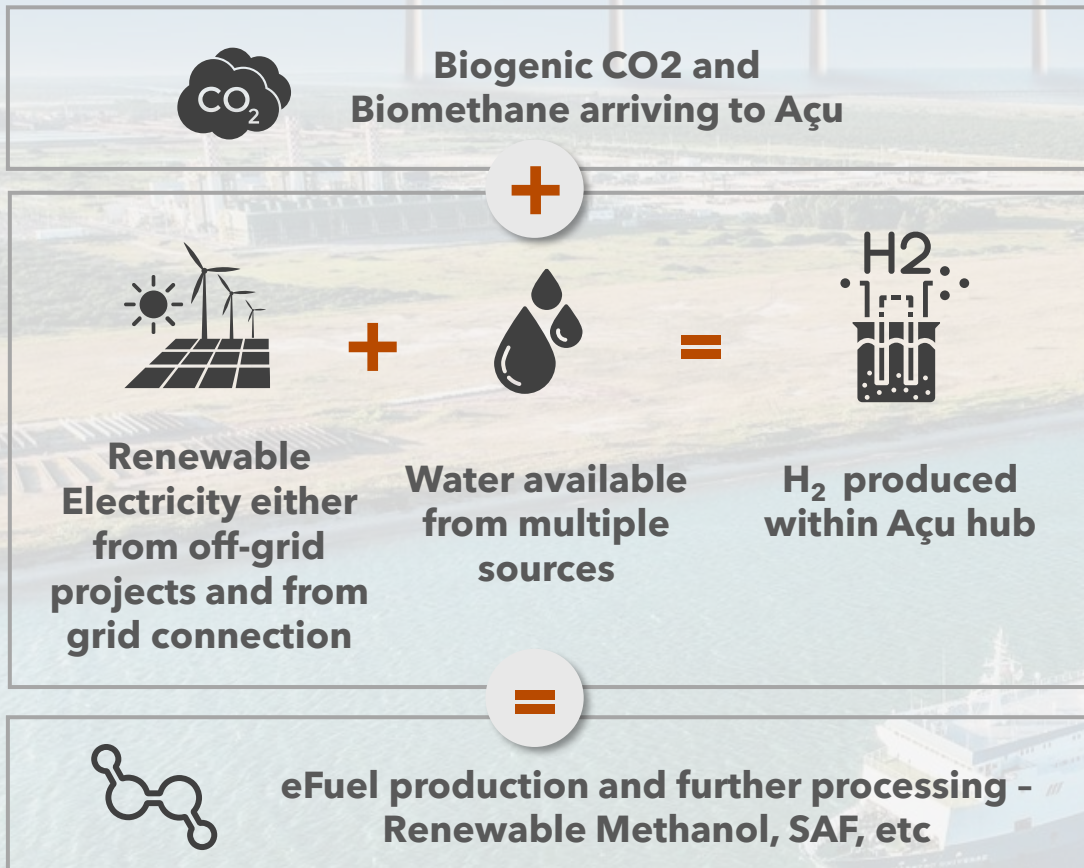 CO₂
Biogenic CO2 and
Biomethane arriving to Açu
+
H2
+
=
Renewable
Electricity either
from off-grid
projects and from
grid connection
Water available
from multiple
sources
H₂ produced
within Açu hub
=
eFuel production and further processing –
Renewable Methanol, SAF, etc